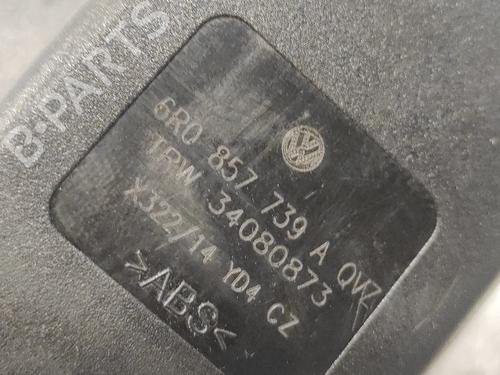 B-PARTS
6R0 857 739 A QVZ
TRW 34080873
X322/14 YD4 CZ
>ABS<